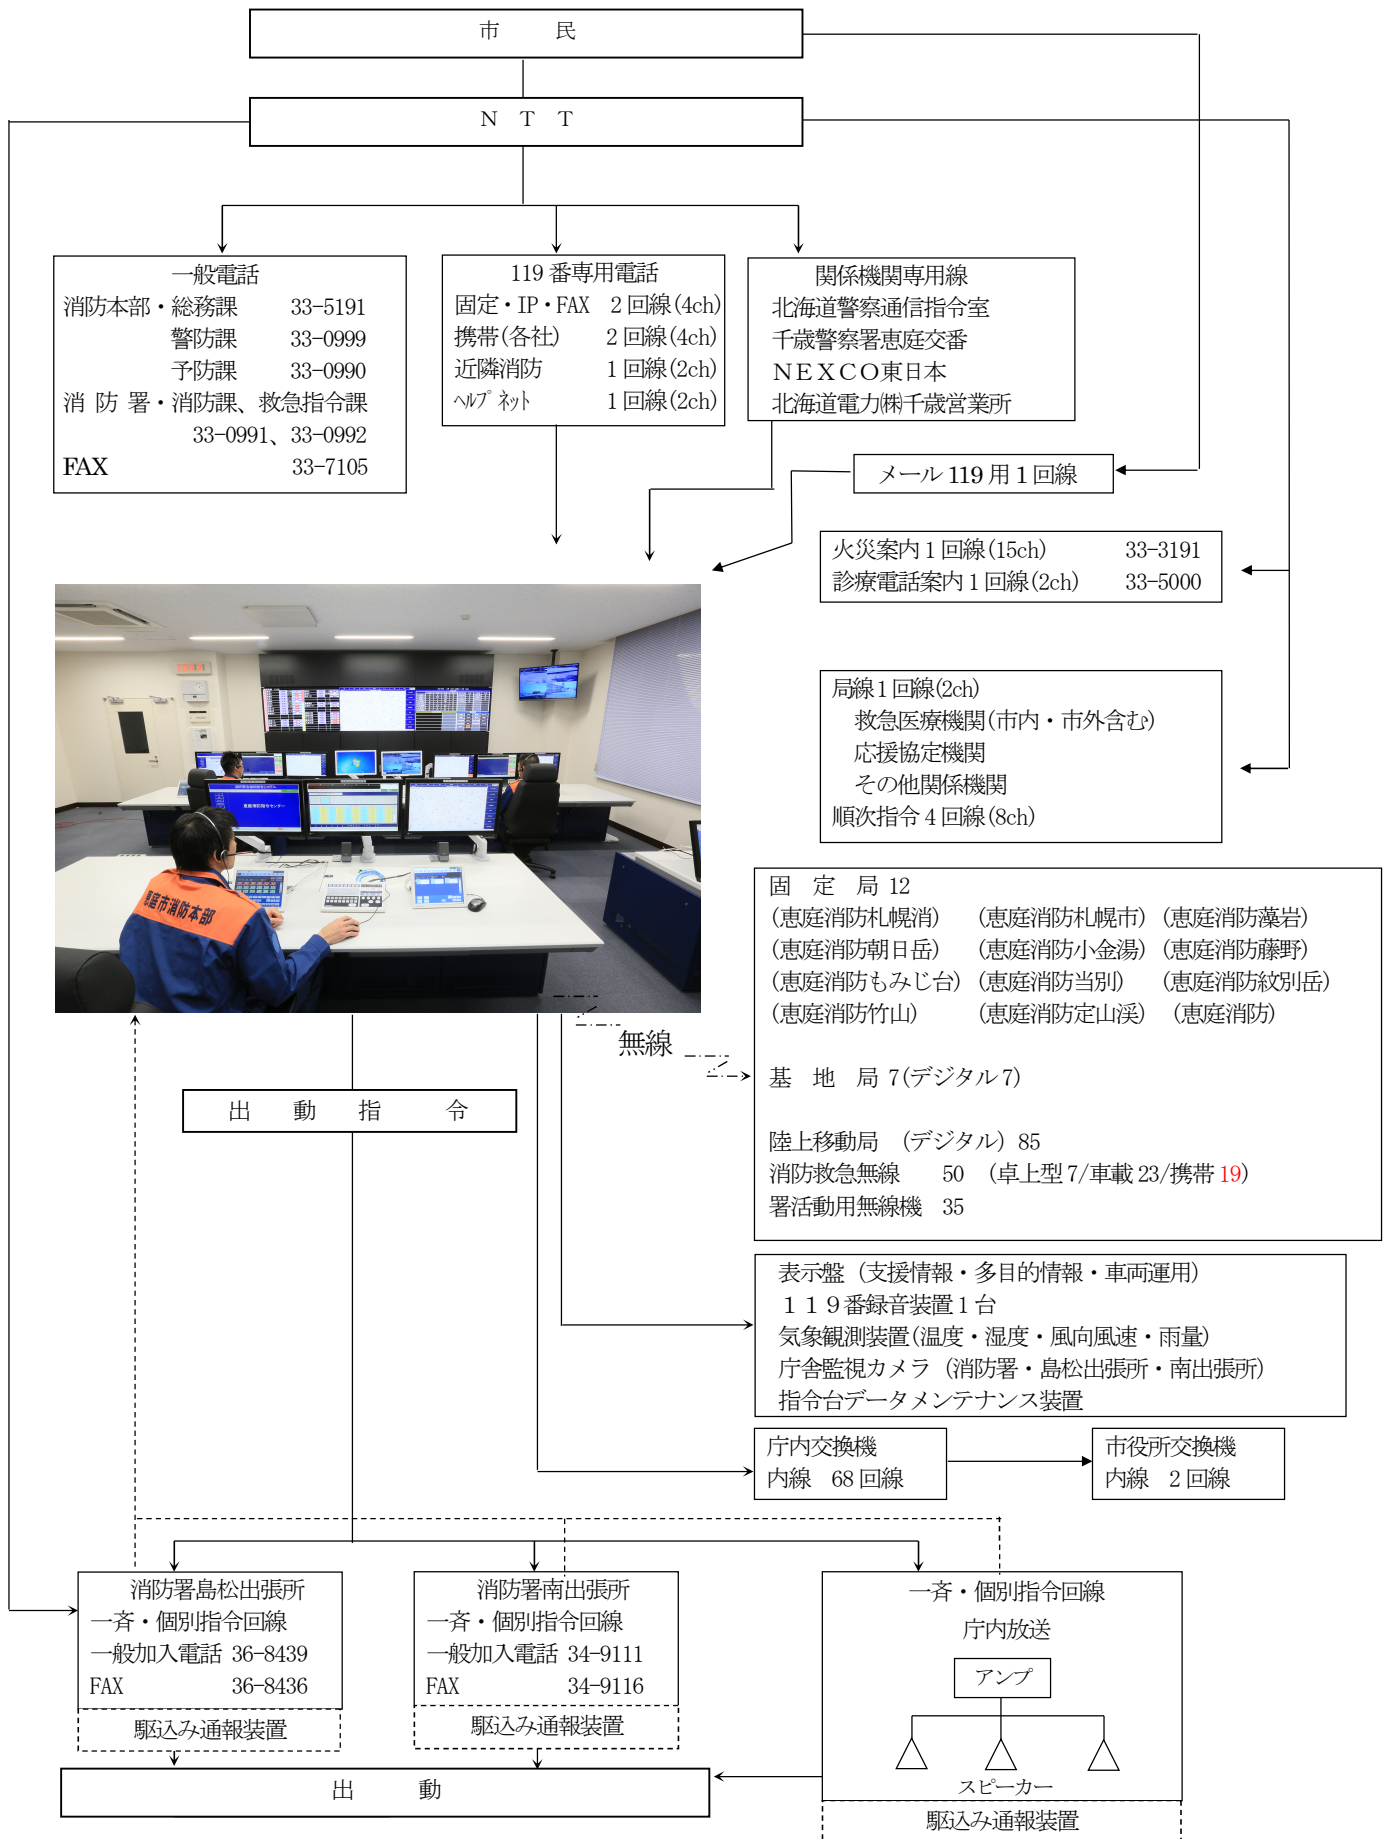 市　　民
Ｎ　Ｔ　Ｔ
一般電話
消防本部・総務課　33-5191
警防課　33-0999
予防課　33-0990
消 防 署・消防課、救急指令課
33-0991、33-0992
FAX　33-7105
119 番専用電話
固定・IP・FAX　2 回線(4ch)
携帯(各社)　2 回線(4ch)
近隣消防　1 回線(2ch)
ﾍﾙﾌﾟﾈｯﾄ　1 回線(2ch)
関係機関専用線
北海道警察通信指令室
千歳警察署恵庭交番
ＮＥＸＣＯ東日本
北海道電力㈱千歳営業所
メール 119 用 1 回線
火災案内 1 回線(15ch)　33-3191
診療電話案内 1 回線(2ch)　33-5000
局線 1 回線(2ch)
救急医療機関(市内・市外含む)
応援協定機関
その他関係機関
順次指令 4 回線(8ch)
恵庭消防指令センター
恵庭市消防本部
固　定　局 12
(恵庭消防札幌消)　(恵庭消防札幌市)　(恵庭消防藻岩)
(恵庭消防朝日岳)　(恵庭消防小金湯)　(恵庭消防藤野)
(恵庭消防もみじ台)　(恵庭消防当別)　(恵庭消防紋別岳)
(恵庭消防竹山)　(恵庭消防定山渓)　(恵庭消防)
無線
基　地　局 7(デジタル 7)
陸上移動局　(デジタル) 85
消防救急無線　50　(卓上型 7/車載 23/携帯 19)
署活動用無線機　35
出　動　指　令
表示盤（支援情報・多目的情報・車両運用）
１１９番録音装置 1 台
気象観測装置(温度・湿度・風向風速・雨量)
庁舎監視カメラ（消防署・島松出張所・南出張所）
指令台データメンテナンス装置
庁内交換機
内線　68 回線
市役所交換機
内線　2 回線
消防署島松出張所
一斉・個別指令回線
一般加入電話 36-8439
FAX　36-8436
駆込み通報装置
消防署南出張所
一斉・個別指令回線
一般加入電話 34-9111
FAX　34-9116
駆込み通報装置
一斉・個別指令回線
庁内放送
アンプ
スピーカー
駆込み通報装置
出　　動